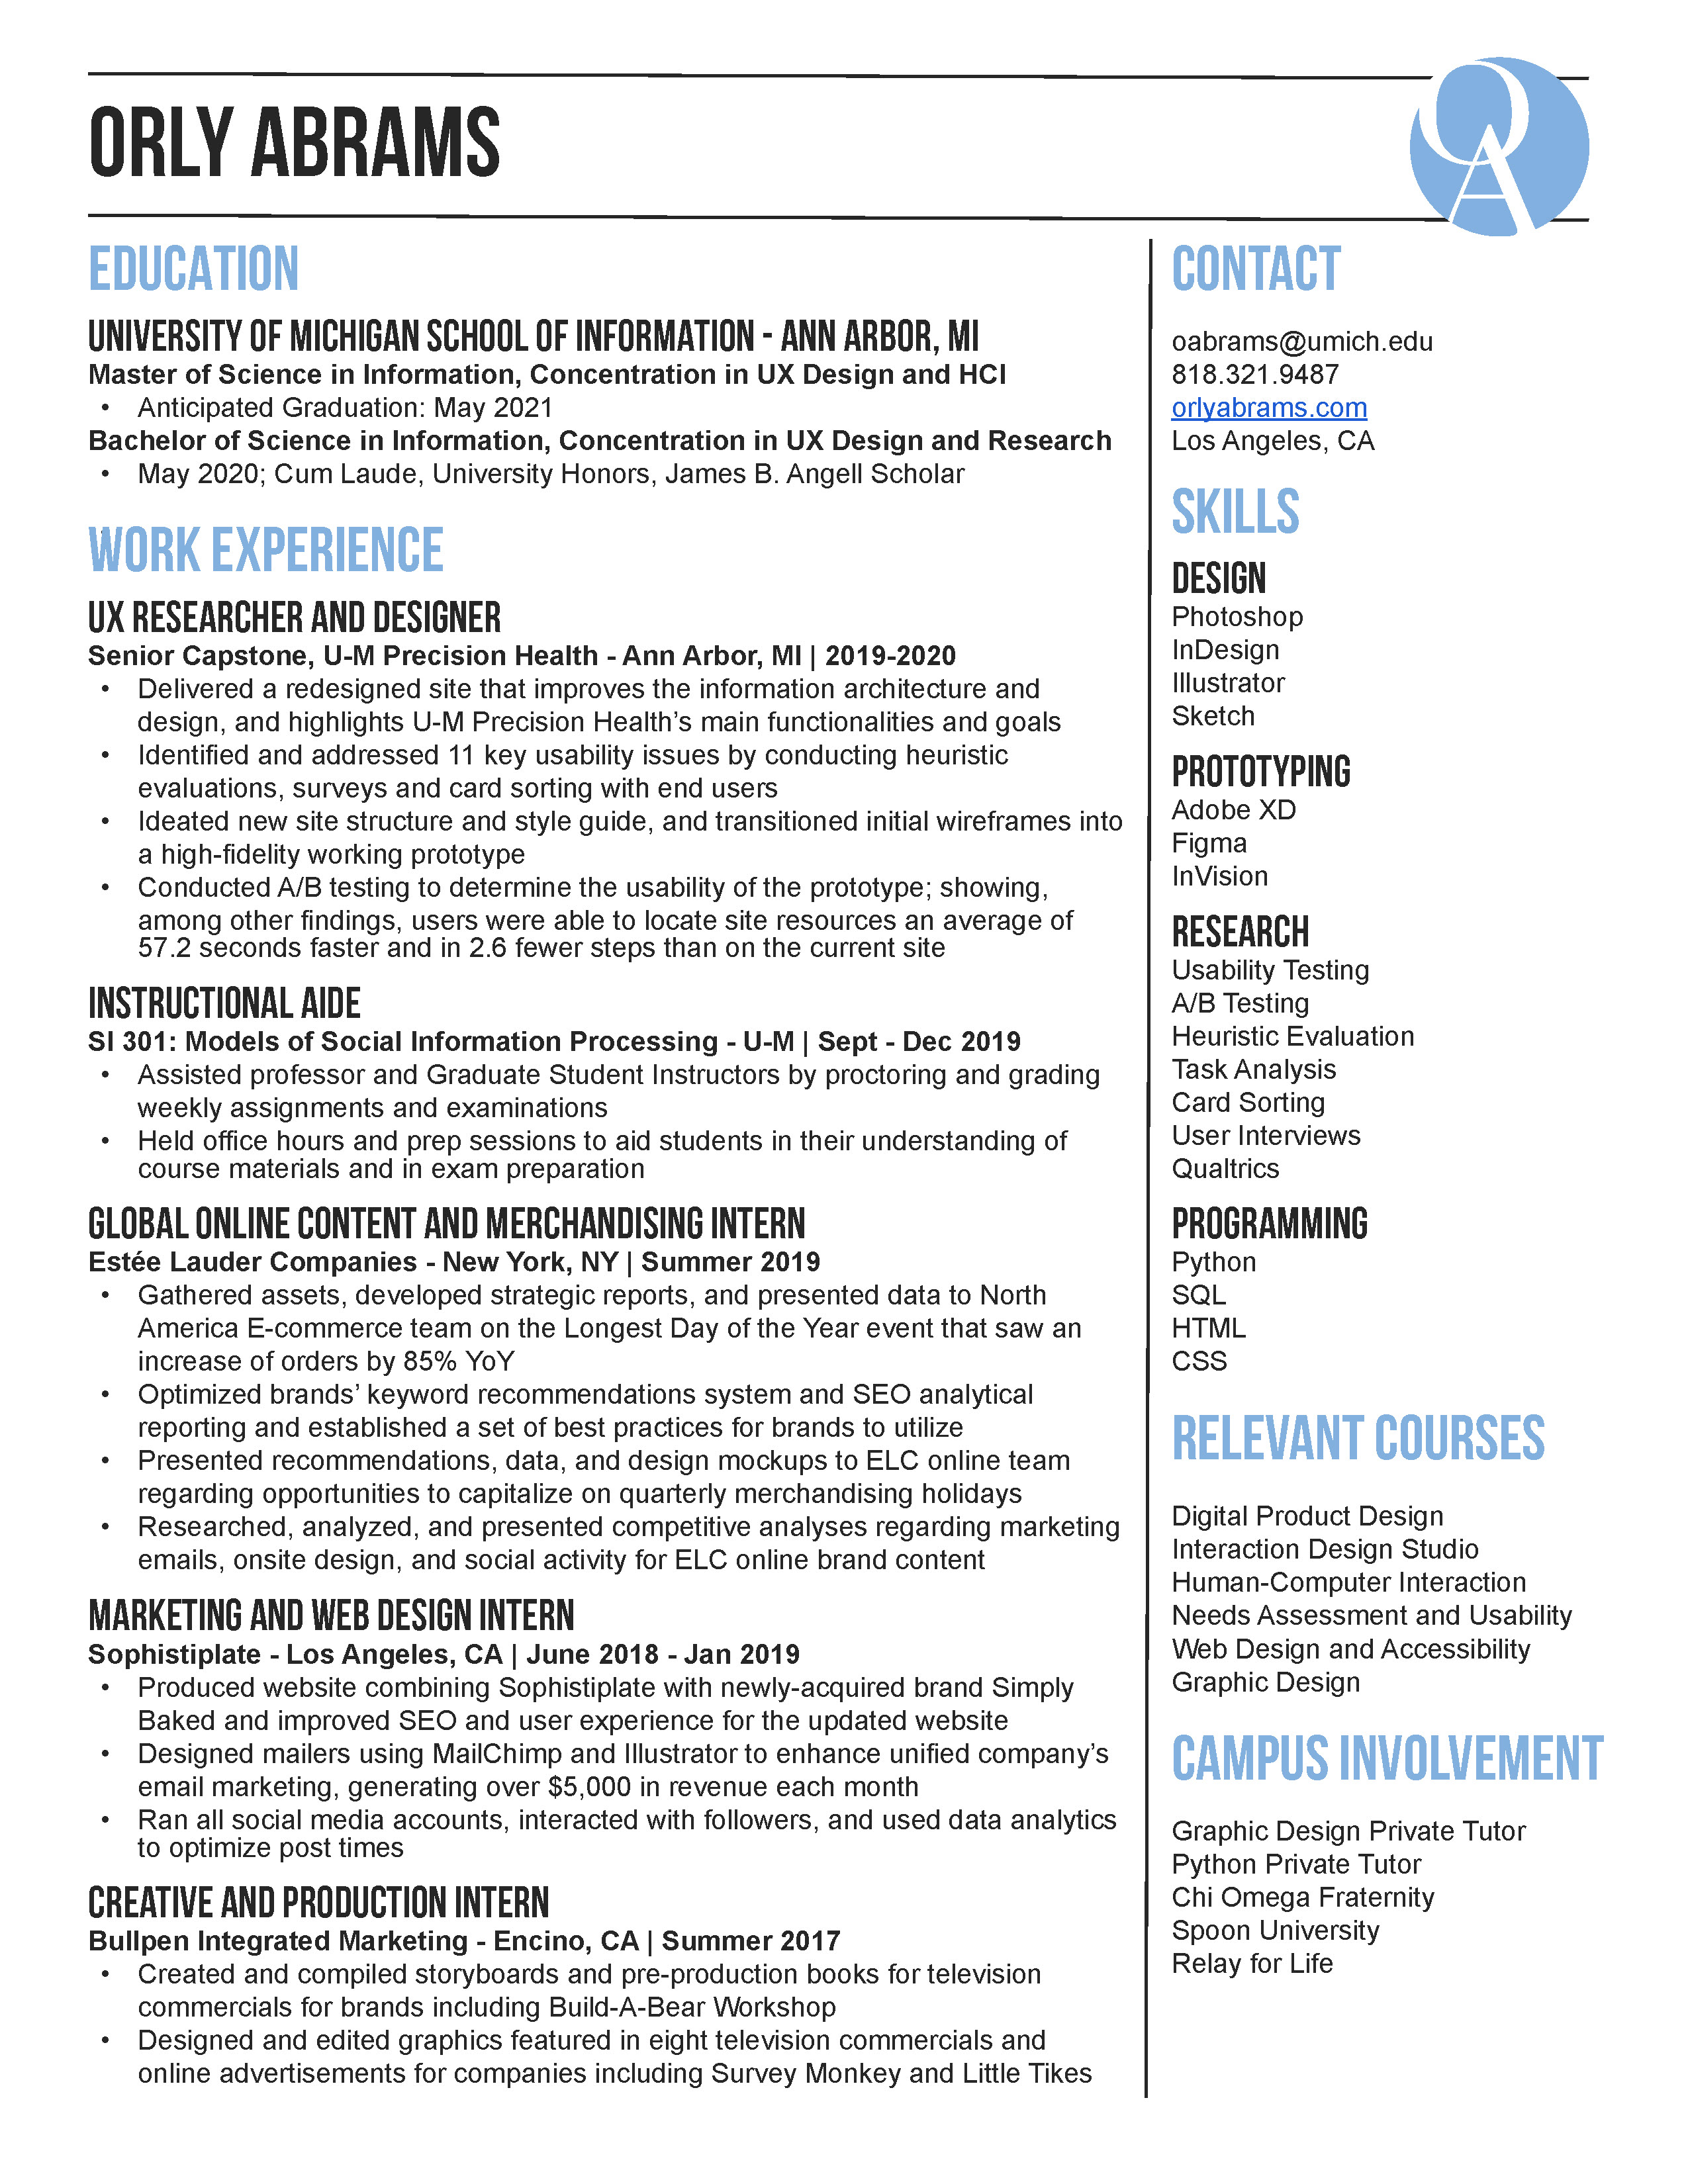 ORLY ABRAMS
OA
EDUCATION
UNIVERSITY OF MICHIGAN SCHOOL OF INFORMATION - ANN ARBOR, MI
Master of Science in Information, Concentration in UX Design and HCI
• Anticipated Graduation: May 2021
Bachelor of Science in Information, Concentration in UX Design and Research
• May 2020; Cum Laude, University Honors, James B. Angell Scholar
WORK EXPERIENCE
UX RESEARCHER AND DESIGNER
Senior Capstone, U-M Precision Health - Ann Arbor, MI | 2019-2020
• Delivered a redesigned site that improves the information architecture and
design, and highlights U-M Precision Health's main functionalities and goals
• Identified and addressed 11 key usability issues by conducting heuristic
evaluations, surveys and card sorting with end users
• Ideated new site structure and style guide, and transitioned initial wireframes into
a high-fidelity working prototype
• Conducted A/B testing to determine the usability of the prototype; showing,
among other findings, users were able to locate site resources an average of
57.2 seconds faster and in 2.6 fewer steps than on the current site
INSTRUCTIONAL AIDE
SI 301: Models of Social Information Processing - U-M | Sept - Dec 2019
• Assisted professor and Graduate Student Instructors by proctoring and grading
weekly assignments and examinations
• Held office hours and prep sessions to aid students in their understanding of
course materials and in exam preparation
GLOBAL ONLINE CONTENT AND MERCHANDISING INTERN
Estée Lauder Companies - New York, NY | Summer 2019
• Gathered assets, developed strategic reports, and presented data to North
America E-commerce team on the Longest Day of the Year event that saw an
increase of orders by 85% YoY
• Optimized brands' keyword recommendations system and SEO analytical
reporting and established a set of best practices for brands to utilize
• Presented recommendations, data, and design mockups to ELC online team
regarding opportunities to capitalize on quarterly merchandising holidays
• Researched, analyzed, and presented competitive analyses regarding marketing
emails, onsite design, and social activity for ELC online brand content
MARKETING AND WEB DESIGN INTERN
Sophistiplate - Los Angeles, CA | June 2018 - Jan 2019
• Produced website combining Sophistiplate with newly-acquired brand Simply
Baked and improved SEO and user experience for the updated website
• Designed mailers using MailChimp and Illustrator to enhance unified company's
email marketing, generating over $5,000 in revenue each month
• Ran all social media accounts, interacted with followers, and used data analytics
to optimize post times
CREATIVE AND PRODUCTION INTERN
Bullpen Integrated Marketing - Encino, CA | Summer 2017
• Created and compiled storyboards and pre-production books for television
commercials for brands including Build-A-Bear Workshop
• Designed and edited graphics featured in eight television commercials and
online advertisements for companies including Survey Monkey and Little Tikes
CONTACT
oabrams@umich.edu
818.321.9487
orlyabrams.com
Los Angeles, CA
SKILLS
DESIGN
Photoshop
InDesign
Illustrator
Sketch
PROTOTYPING
Adobe XD
Figma
InVision
RESEARCH
Usability Testing
A/B Testing
Heuristic Evaluation
Task Analysis
Card Sorting
User Interviews
Qualtrics
PROGRAMMING
Python
SQL
HTML
CSS
RELEVANT COURSES
Digital Product Design
Interaction Design Studio
Human-Computer Interaction
Needs Assessment and Usability
Web Design and Accessibility
Graphic Design
CAMPUS INVOLVEMENT
Graphic Design Private Tutor
Python Private Tutor
Chi Omega Fraternity
Spoon University
Relay for Life